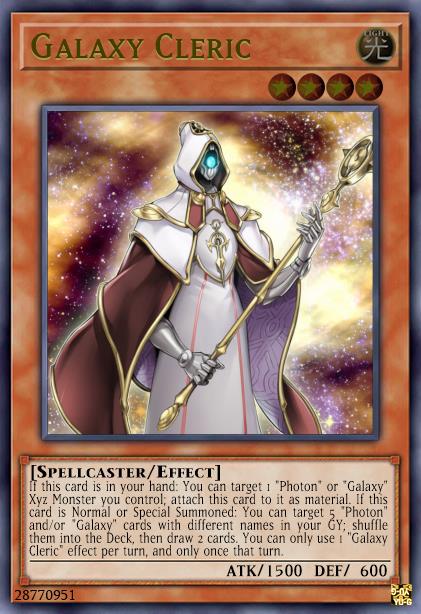 GALAXY CLERIC
LIGHT
光
[SPELLCASTER/EFFECT]
If this card is in your hand: You can target 1 "Photon" or "Galaxy"
Xyz Monster you control; attach this card to it as material. If this
card is Normal or Special Summoned: You can target 5 "Photon"
and/or "Galaxy" cards with different names in your GY; shuffle
them into the Deck, then draw 2 cards. You can only use 1 "Galaxy
Cleric" effect per turn, and only once that turn.
ATK/1500 DEF/ 600
28770951